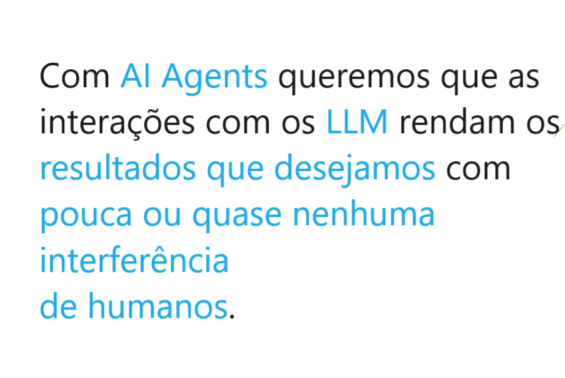 Com AI Agents queremos que as
interações com os LLM rendam os
resultados que desejamos com
pouca ou quase nenhuma
interferência
de humanos.